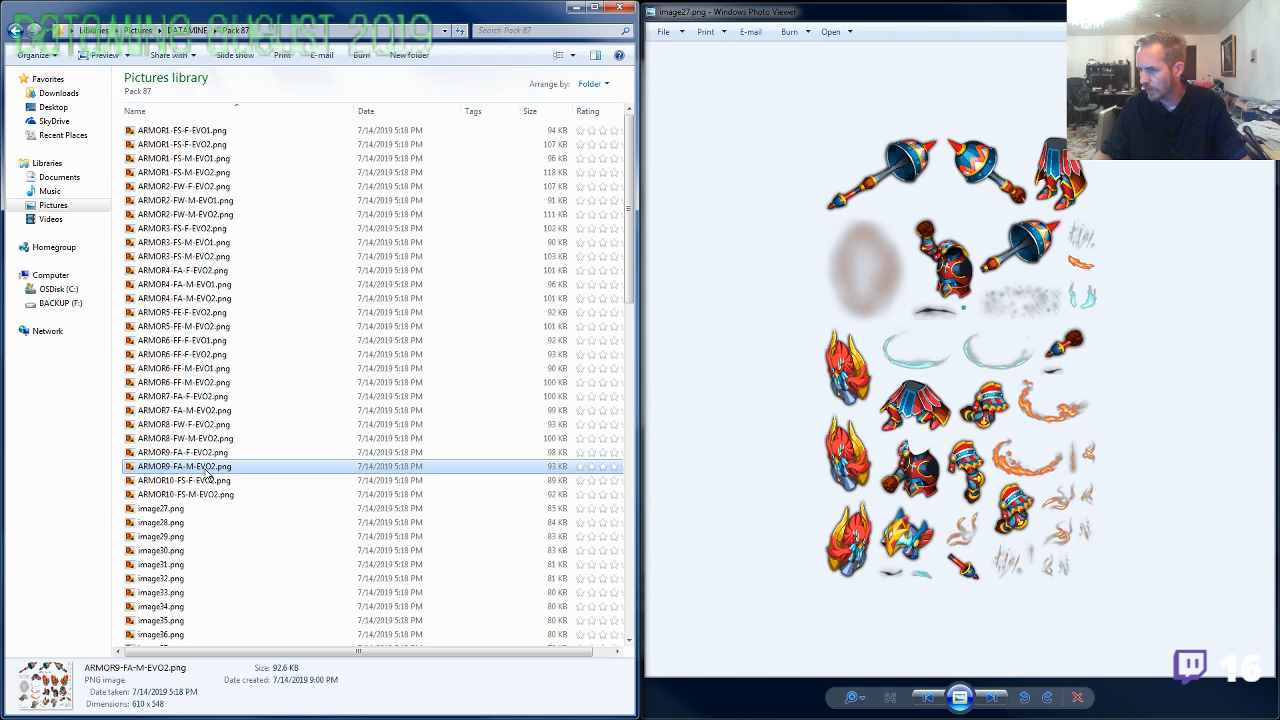 DATAMINE AUGUST 2019
Libraries Pictures DATAMINE Pack 87 Search Pack 87
Organize Preview Share with Slide show Print E-mail Burn New folder
Favorites
Downloads
Desktop
SkyDrive
Recent Places
Libraries
Documents
Music
Pictures
Videos
Homegroup
Computer
OSDisk (C:)
BACKUP (F:)
Network
Pictures library
Pack 87
Arrange by: Folder
Name Date Tags Size Rating
ARMOR1-FS-F-EVO1.png 7/14/2019 5:18 PM 94 KB
ARMOR1-FS-F-EVO2.png 7/14/2019 5:18 PM 107 KB
ARMOR1-FS-M-EVO1.png 7/14/2019 5:18 PM 96 KB
ARMOR1-FS-M-EVO2.png 7/14/2019 5:18 PM 118 KB
ARMOR2-FW-F-EVO2.png 7/14/2019 5:18 PM 107 KB
ARMOR2-FW-M-EVO1.png 7/14/2019 5:18 PM 91 KB
ARMOR2-FW-M-EVO2.png 7/14/2019 5:18 PM 111 KB
ARMOR3-FS-F-EVO2.png 7/14/2019 5:18 PM 102 KB
ARMOR3-FS-M-EVO1.png 7/14/2019 5:18 PM 90 KB
ARMOR3-FS-M-EVO2.png 7/14/2019 5:18 PM 103 KB
ARMOR4-FA-F-EVO2.png 7/14/2019 5:18 PM 101 KB
ARMOR4-FA-M-EVO1.png 7/14/2019 5:18 PM 96 KB
ARMOR4-FA-M-EVO2.png 7/14/2019 5:18 PM 101 KB
ARMOR5-FE-F-EVO2.png 7/14/2019 5:18 PM 92 KB
ARMOR5-FE-M-EVO2.png 7/14/2019 5:18 PM 101 KB
ARMOR6-FF-F-EVO1.png 7/14/2019 5:18 PM 92 KB
ARMOR6-FF-F-EVO2.png 7/14/2019 5:18 PM 93 KB
ARMOR6-FF-M-EVO1.png 7/14/2019 5:18 PM 90 KB
ARMOR6-FF-M-EVO2.png 7/14/2019 5:18 PM 100 KB
ARMOR7-FA-F-EVO2.png 7/14/2019 5:18 PM 100 KB
ARMOR7-FA-M-EVO2.png 7/14/2019 5:18 PM 99 KB
ARMOR8-FW-F-EVO2.png 7/14/2019 5:18 PM 93 KB
ARMOR8-FW-M-EVO2.png 7/14/2019 5:18 PM 100 KB
ARMOR9-FA-F-EVO2.png 7/14/2019 5:18 PM 98 KB
ARMOR9-FA-M-EVO2.png 7/14/2019 5:18 PM 93 KB
ARMOR10-FS-F-EVO2.png 7/14/2019 5:18 PM 89 KB
ARMOR10-FS-M-EVO2.png 7/14/2019 5:18 PM 92 KB
image27.png 7/14/2019 5:18 PM 85 KB
image28.png 7/14/2019 5:18 PM 84 KB
image29.png 7/14/2019 5:18 PM 83 KB
image30.png 7/14/2019 5:18 PM 83 KB
image31.png 7/14/2019 5:18 PM 81 KB
image32.png 7/14/2019 5:18 PM 81 KB
image33.png 7/14/2019 5:18 PM 80 KB
image34.png 7/14/2019 5:18 PM 80 KB
image35.png 7/14/2019 5:18 PM 80 KB
image36.png 7/14/2019 5:18 PM 80 KB
ARMOR9-FA-M-EVO2.png Size: 92.6 KB
PNG image Date created: 7/14/2019 9:00 PM
Date taken: 7/14/2019 5:18 PM
Dimensions: 610 x 548
image27.png - Windows Photo Viewer
File Print E-mail Burn Open
16